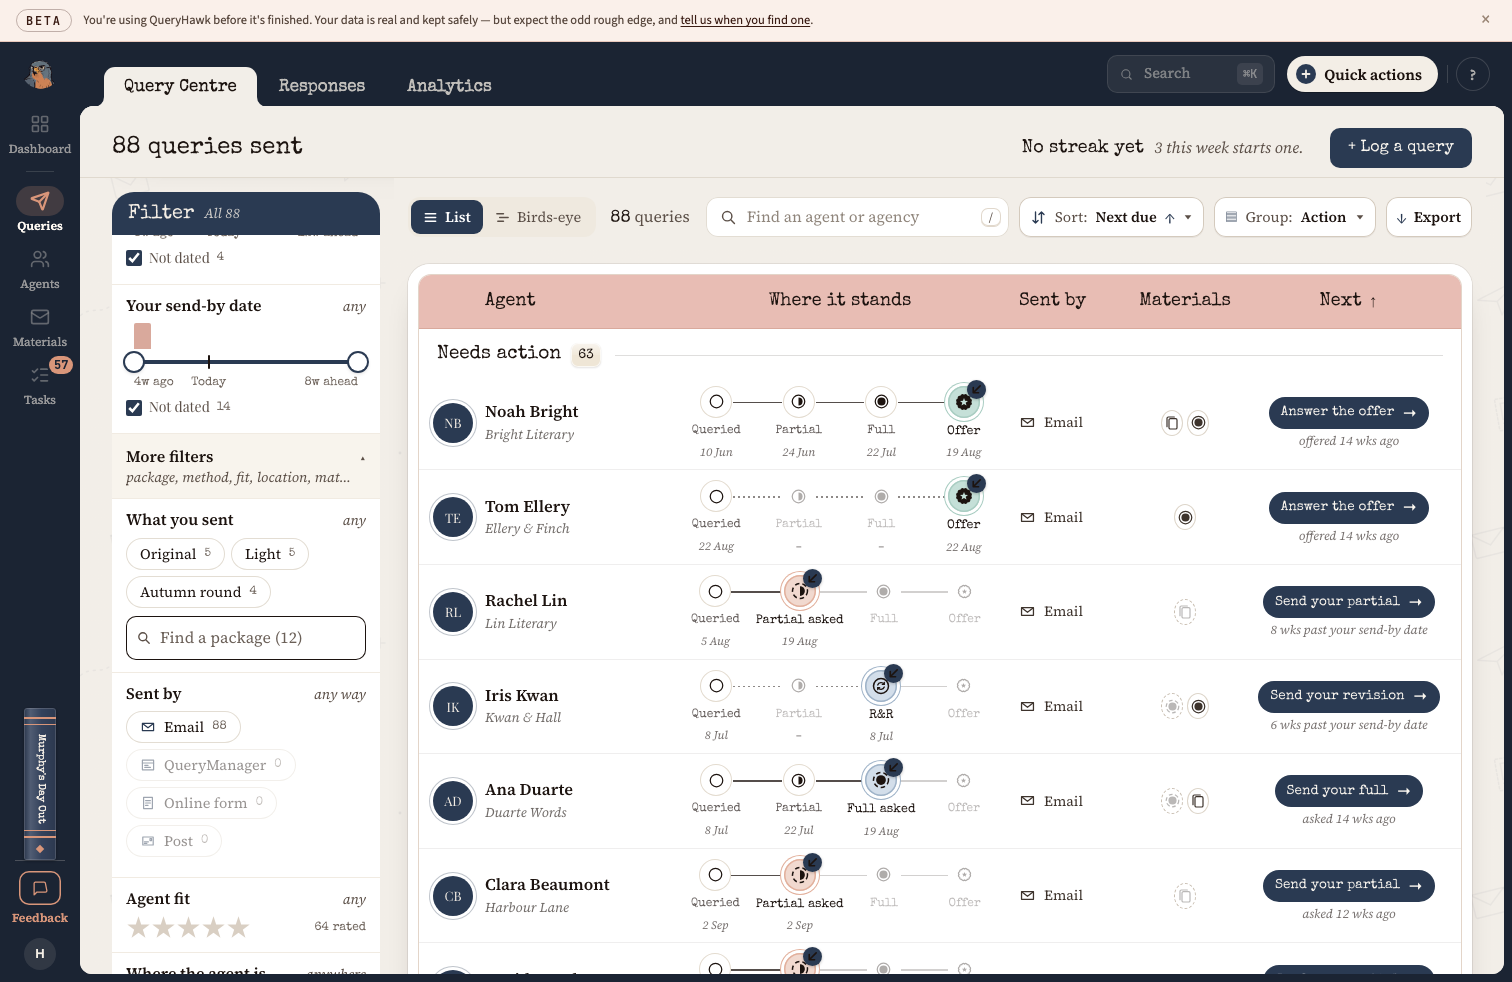 BETA
You're using QueryHawk before it's finished. Your data is real and kept safely — but expect the odd rough edge, and tell us when you find one.
×
Query Centre
Responses
Analytics
Search
⌘K
+ Quick actions
?
Dashboard
Queries
Agents
Materials
57
Tasks
Murphy's Day Out
Feedback
H
88 queries sent
No streak yet 3 this week starts one.
+ Log a query
Filter All 88
Not dated 4
Your send-by date any
4w ago Today 8w ahead
Not dated 14
More filters
package, method, fit, location, mat...
What you sent any
Original 5 Light 5
Autumn round 4
Find a package (12)
Sent by any way
Email 88
QueryManager 0
Online form 0
Post 0
Agent fit any
64 rated
Where the agent is anywhere
List Birds-eye 88 queries
Find an agent or agency /
Sort: Next due ↑
Group: Action
↓ Export
Agent Where it stands Sent by Materials Next ↑
Needs action 63
NB Noah Bright
Bright Literary
Queried Partial Full Offer
10 Jun 24 Jun 22 Jul 19 Aug
Email
Answer the offer →
offered 14 wks ago
TE Tom Ellery
Ellery & Finch
Queried Partial Full Offer
22 Aug – – 22 Aug
Email
Answer the offer →
offered 14 wks ago
RL Rachel Lin
Lin Literary
Queried Partial asked Full Offer
5 Aug 19 Aug
Email
Send your partial →
8 wks past your send-by date
IK Iris Kwan
Kwan & Hall
Queried Partial R&R Offer
8 Jul – 8 Jul
Email
Send your revision →
6 wks past your send-by date
AD Ana Duarte
Duarte Words
Queried Partial Full asked Offer
8 Jul 22 Jul 19 Aug
Email
Send your full →
asked 14 wks ago
CB Clara Beaumont
Harbour Lane
Queried Partial asked Full Offer
2 Sep 2 Sep
Email
Send your partial →
asked 12 wks ago